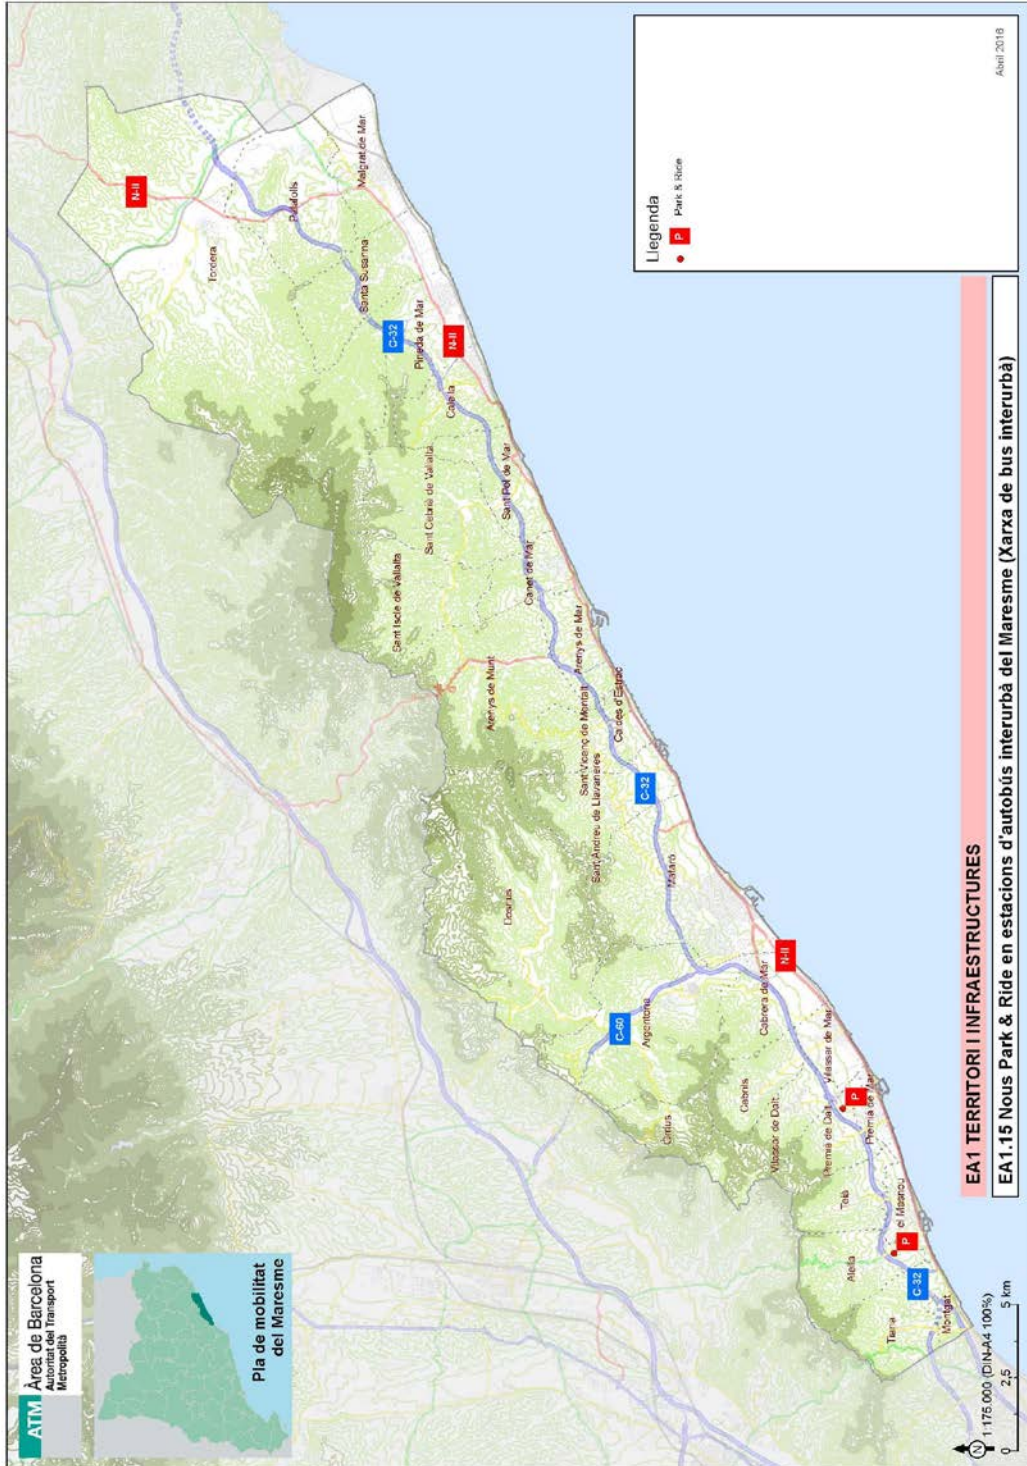 ATM
Àrea de Barcelona
Autoritat del Transport
Metropolità
Pla de mobilitat
del Maresme
N-II
Tordera
Palafolls
Malgrat de Mar
Santa Susanna
C-32
Pineda de Mar
N-II
Calella
Sant Cebrià de Vallalta
Sant Pol de Mar
Sant Iscle de Vallalta
Canet de Mar
Arenys de Munt
Arenys de Mar
Sant Vicenç de Montalt
Caldes d'Estrac
Sant Andreu de Llavaneres
C-32
Dosrius
Mataró
C-60
Argentona
N-II
Cabrera de Mar
Òrrius
Cabrils
Vilassar de Dalt
Vilassar de Mar
Premià de Dalt
P
Premià de Mar
Teià
el Masnou
P
Alella
C-32
Tiana
Montgat
Llegenda
P Park & Ride
Abril 2016
EA1 TERRITORI I INFRAESTRUCTURES
EA1.15 Nous Park & Ride en estacions d'autobús interurbà del Maresme (Xarxa de bus interurbà)
N 1:175.000 (DIN-A4 100%)
0 2,5 5 km